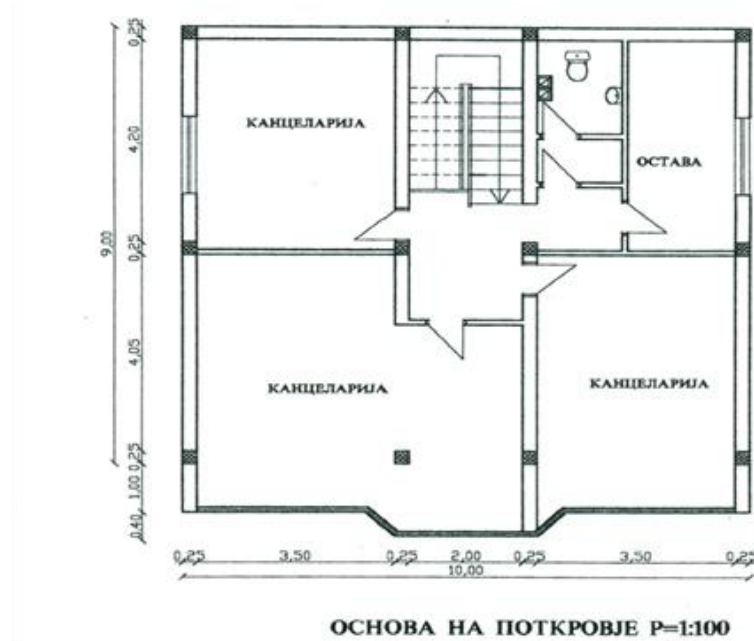 КАНЦЕЛАРИЈА
ОСТАВА
КАНЦЕЛАРИЈА
КАНЦЕЛАРИЈА
0,25
4,20
0,25
4,05
0,25
1,00
0,40
9,00
0,25 3,50 0,25 2,00 0,25 3,50 0,25
10,00
ОСНОВА НА ПОТКРОВЈЕ Р=1:100